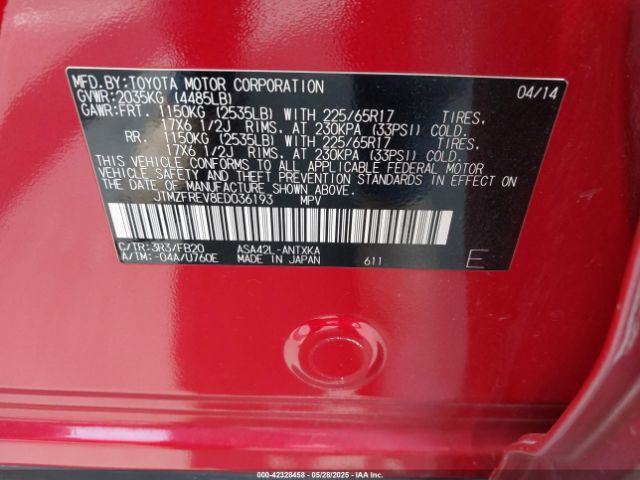 MFD.BY:TOYOTA MOTOR CORPORATION 04/14
GVWR:2035KG (4485LB)
GAWR:FRT. 1150KG (2535LB) WITH 225/65R17 TIRES.
17X6 1/2J RIMS. AT 230KPA (33PSI) COLD.
RR. 1150KG (2535LB) WITH 225/65R17 TIRES.
17X6 1/2J RIMS. AT 230KPA (33PSI) COLD.
THIS VEHICLE CONFORMS TO ALL APPLICABLE FEDERAL MOTOR
VEHICLE SAFETY AND THEFT PREVENTION STANDARDS IN EFFECT ON
THE DATE OF MANUFACTURE SHOWN ABOVE.
JTMZFREV8ED036193 MPV
C/TR:3R3/FB20 ASA42L-ANTXKA
A/TM:-04A/U760E MADE IN JAPAN 611 E
000-42328458 - 05/28/2025 - IAA